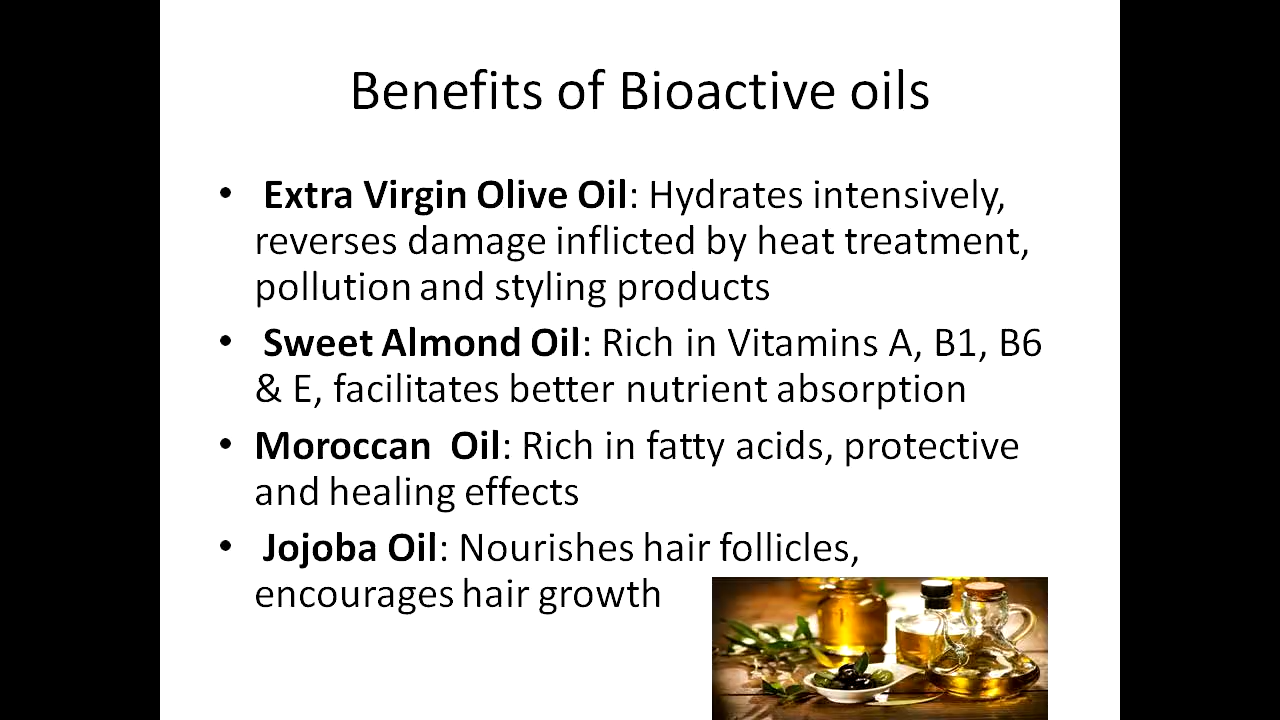 Benefits of Bioactive oils
• Extra Virgin Olive Oil: Hydrates intensively,
reverses damage inflicted by heat treatment,
pollution and styling products
• Sweet Almond Oil: Rich in Vitamins A, B1, B6
& E, facilitates better nutrient absorption
• Moroccan  Oil: Rich in fatty acids, protective
and healing effects
• Jojoba Oil: Nourishes hair follicles,
encourages hair growth